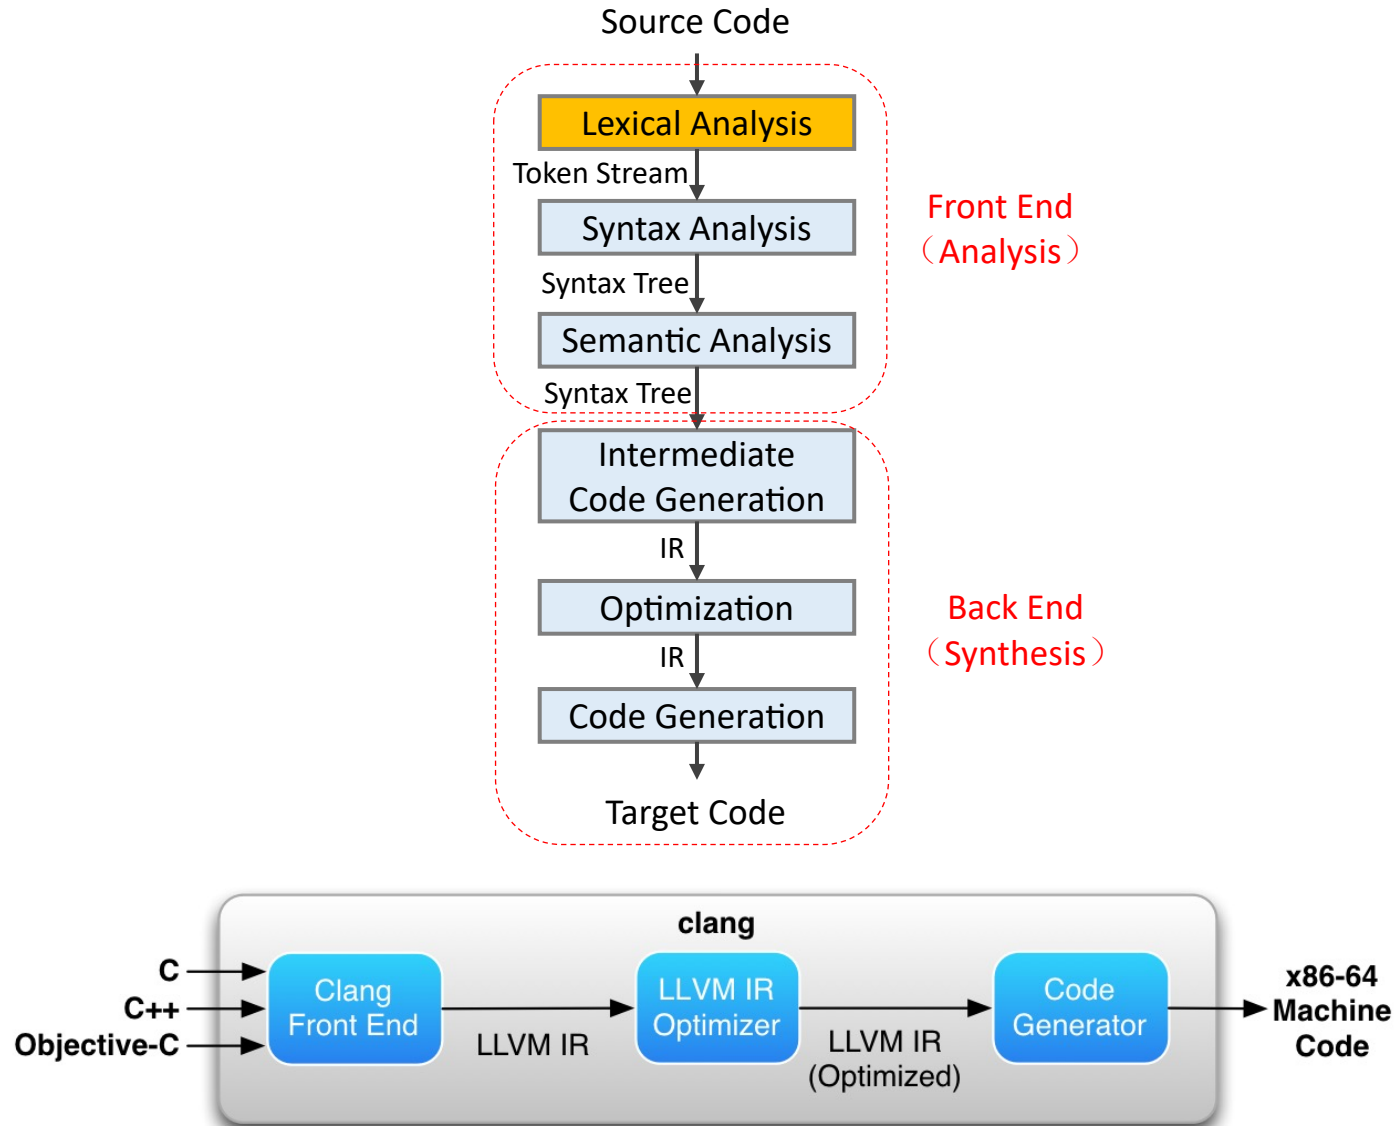 Source Code
Lexical Analysis
Token Stream
Syntax Analysis
Syntax Tree
Semantic Analysis
Syntax Tree
Front End
（Analysis）
Intermediate
Code Generation
IR
Optimization
IR
Code Generation
Target Code
Back End
（Synthesis）
clang
C
C++
Objective-C
Clang
Front End
LLVM IR
LLVM IR
Optimizer
LLVM IR
(Optimized)
Code
Generator
x86-64
Machine
Code